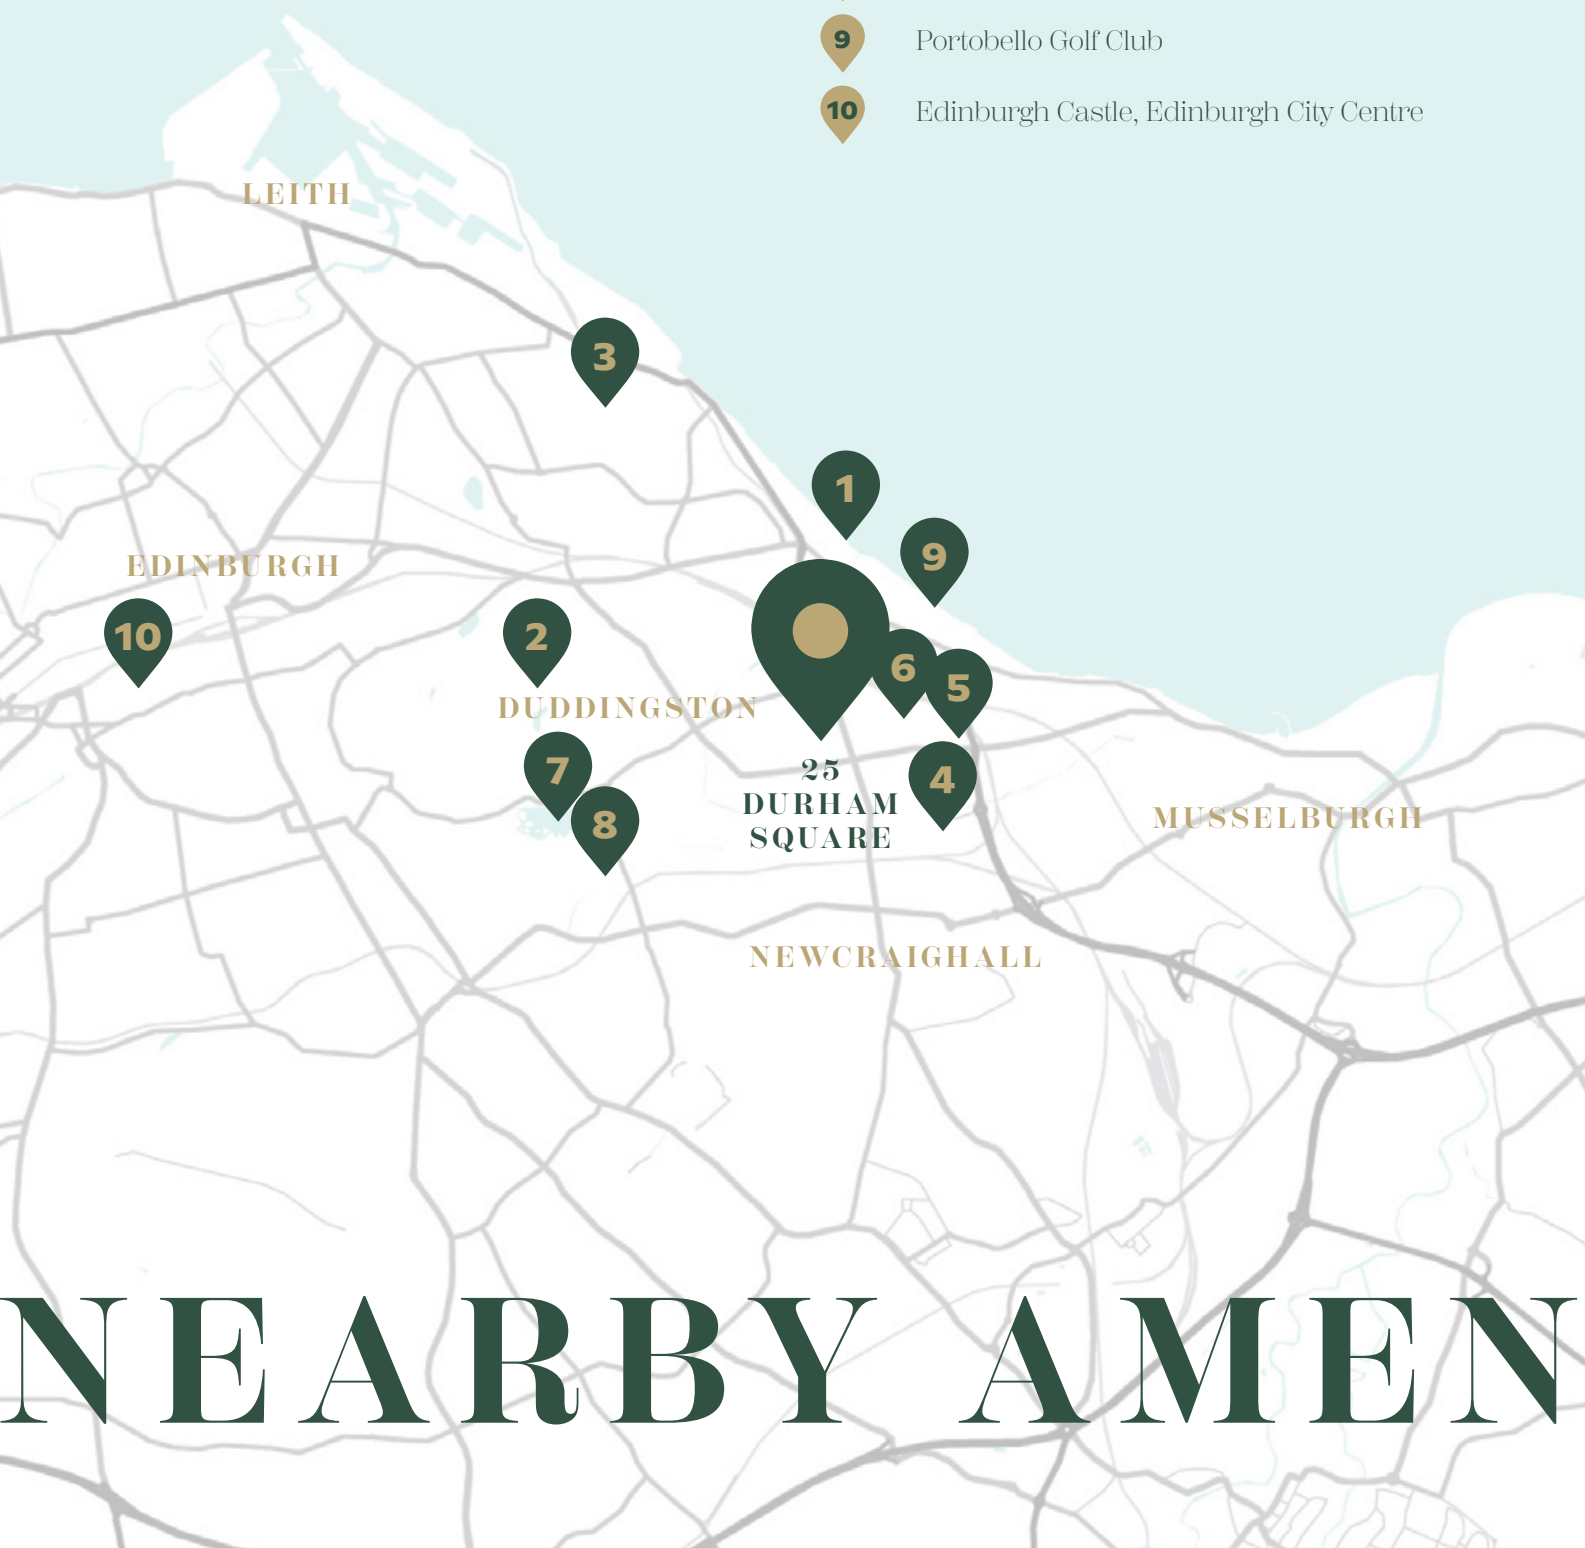 9 Portobello Golf Club
10 Edinburgh Castle, Edinburgh City Centre
LEITH
3
1
9
EDINBURGH
10
2
6
5
DUDDINGSTON
7
4
25
DURHAM
SQUARE
8
MUSSELBURGH
NEWCRAIGHALL
NEARBY AMEN